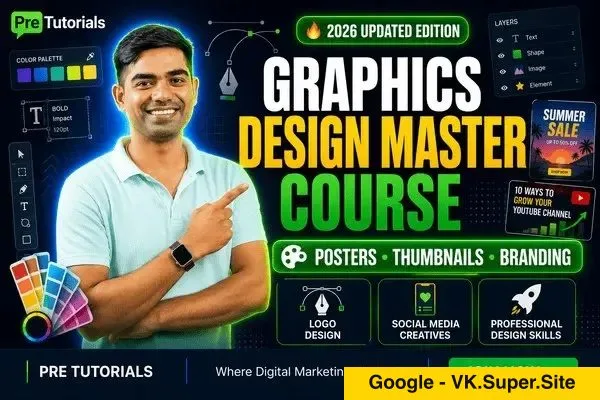 Pre Tutorials
🔥 2026 UPDATED EDITION
COLOR PALETTE
T BOLD
Impact
120pt
GRAPHICS
DESIGN MASTER
COURSE
POSTERS • THUMBNAILS • BRANDING
LOGO
DESIGN
SOCIAL MEDIA
CREATIVES
PROFESSIONAL
DESIGN SKILLS
LAYERS
T Text
Shape
Image
Element
SUMMER
SALE
UP TO 50% OFF
SHOP NOW
10 WAYS TO
GROW YOUR
YOUTUBE CHANNEL
PRE TUTORIALS
Where Digital Marketin
Google - VK.Super.Site